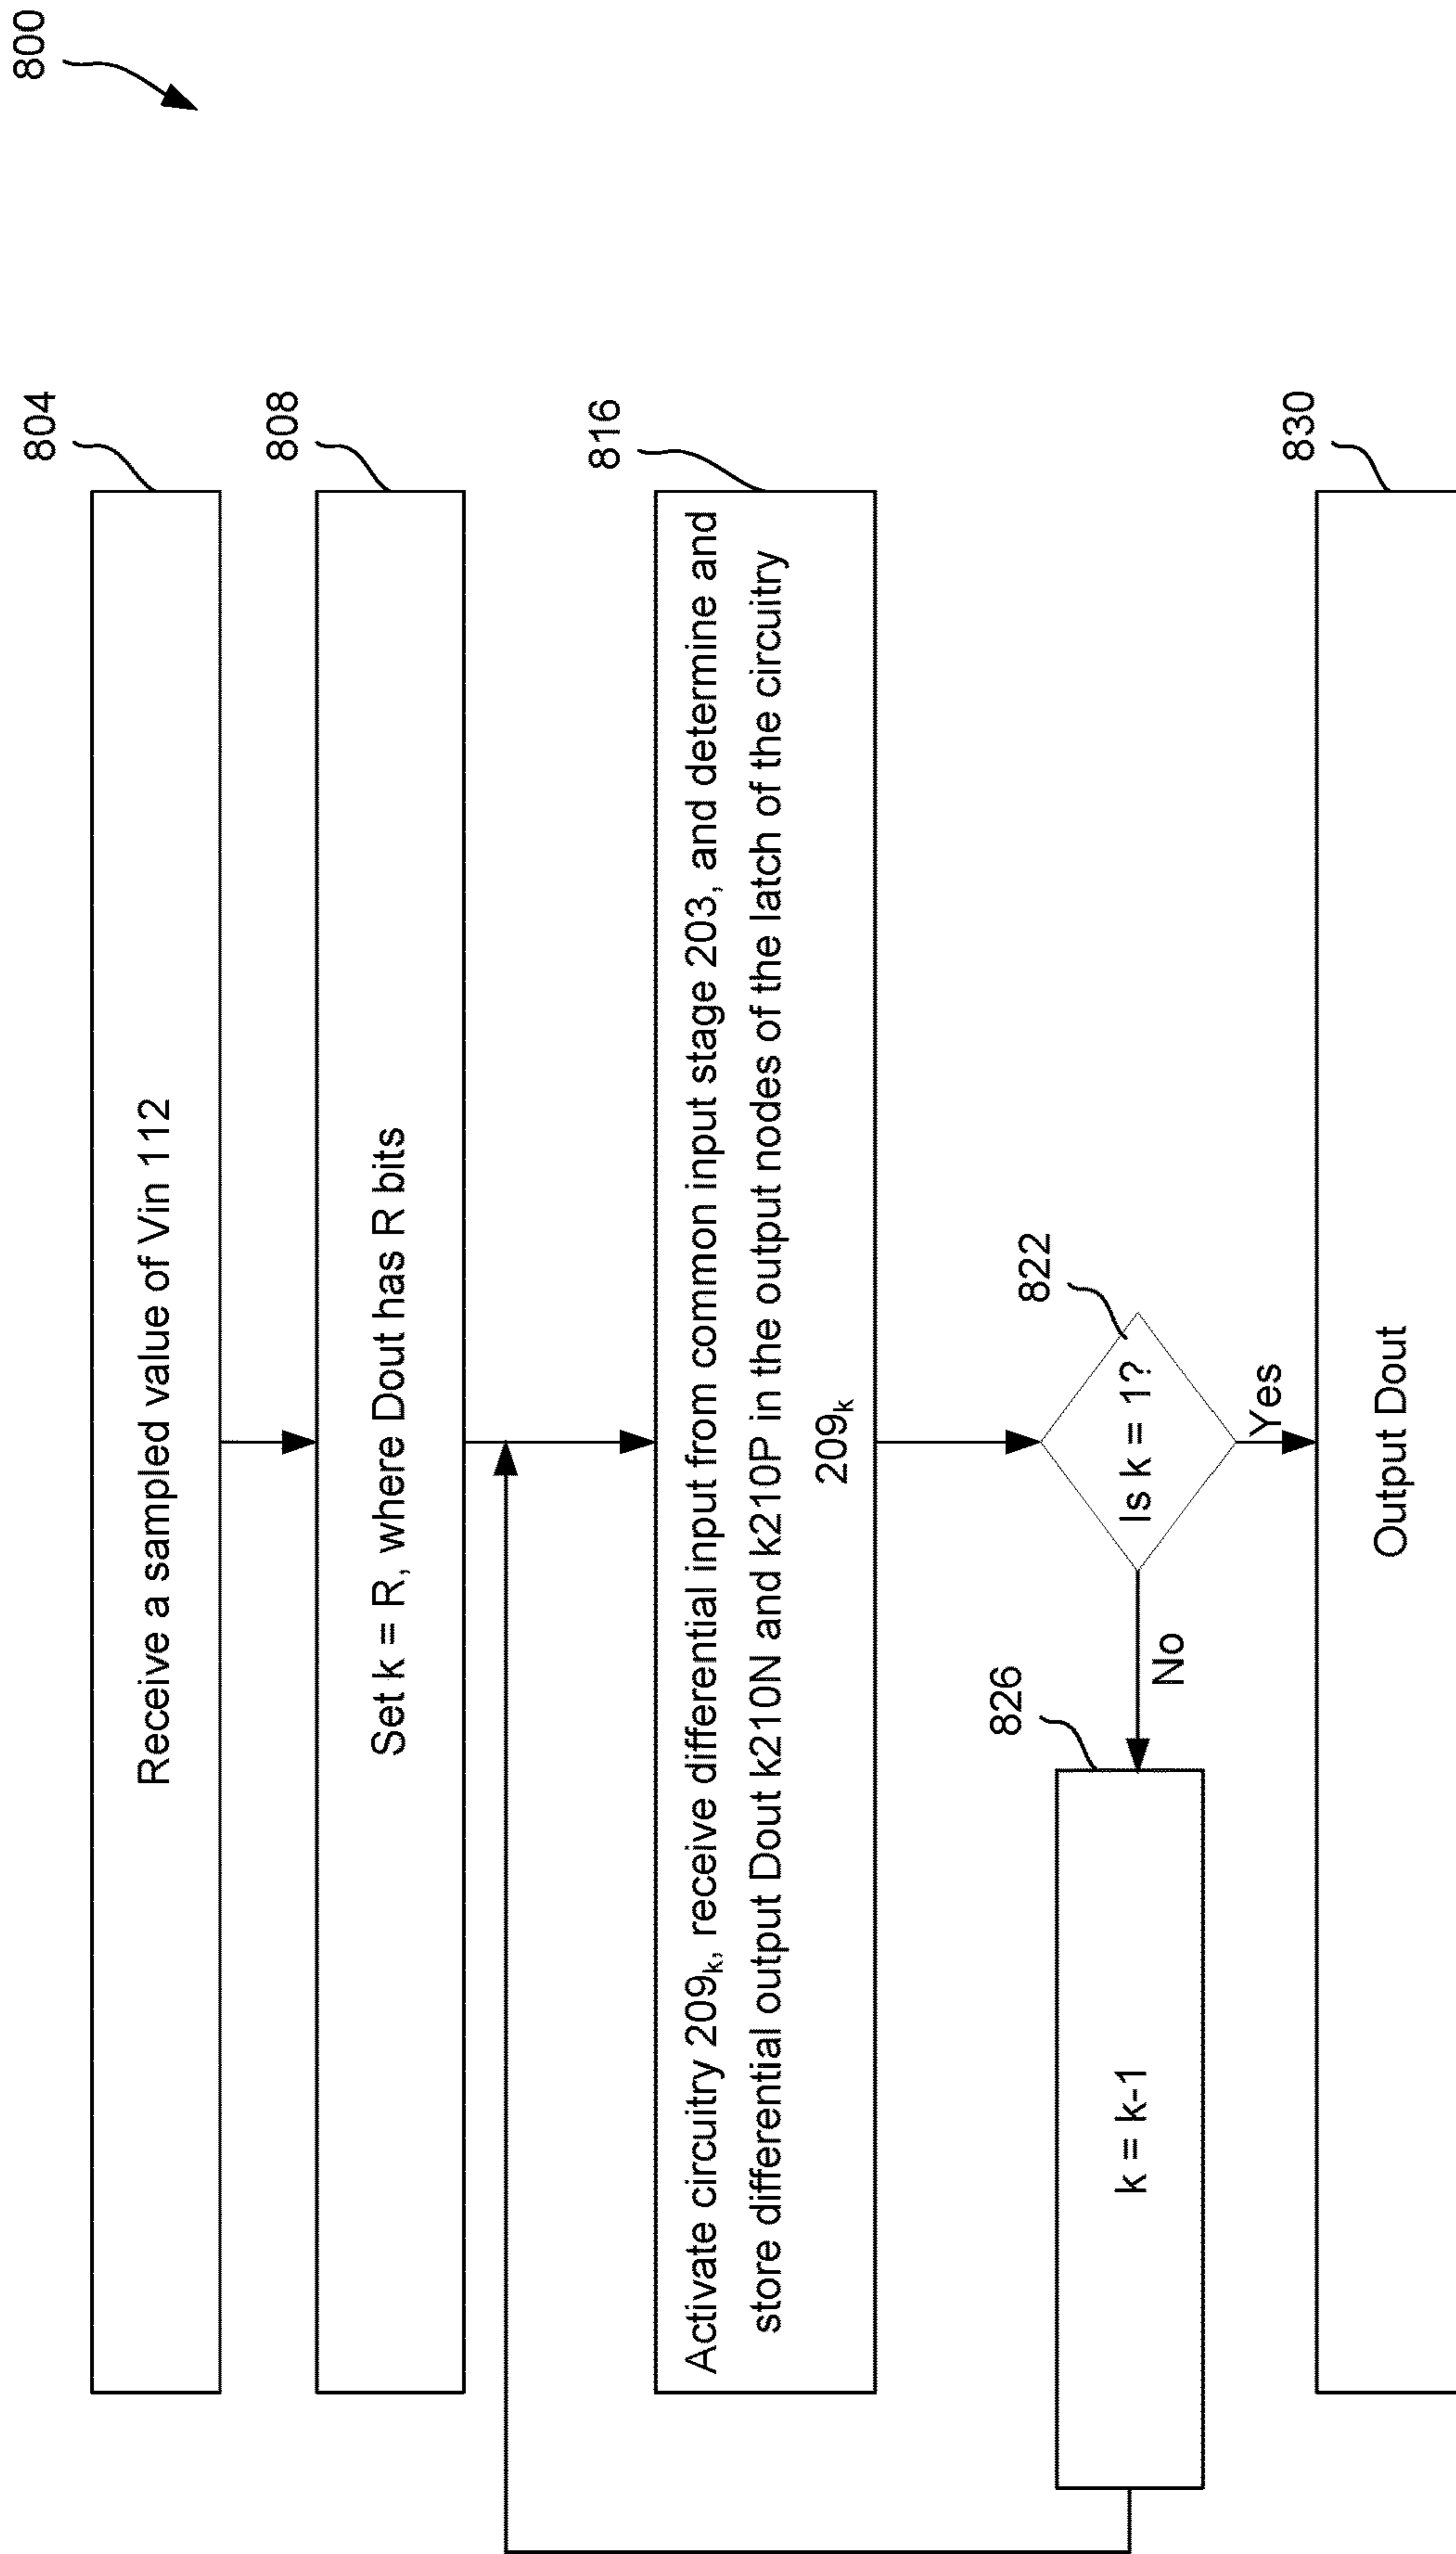 800
804
Receive a sampled value of Vin 112
808
Set k = R, where Dout has R bits
816
Activate circuitry 209k, receive differential input from common input stage 203, and determine and
store differential output Dout k210N and k210P in the output nodes of the latch of the circuitry
209k
822
Is k = 1?
No
Yes
826
k = k-1
830
Output Dout